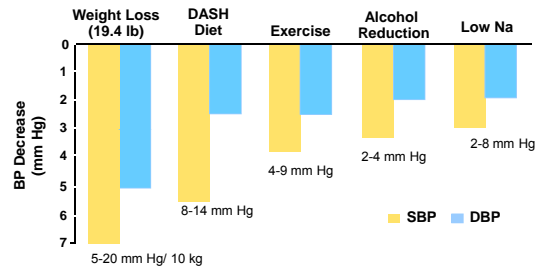 Weight Loss
(19.4 lb)
DASH
Diet
Exercise
Alcohol
Reduction
Low Na
BP Decrease
(mm Hg)
0
1
2
3
4
5
6
7
5-20 mm Hg/ 10 kg
8-14 mm Hg
4-9 mm Hg
2-4 mm Hg
2-8 mm Hg
SBP
DBP